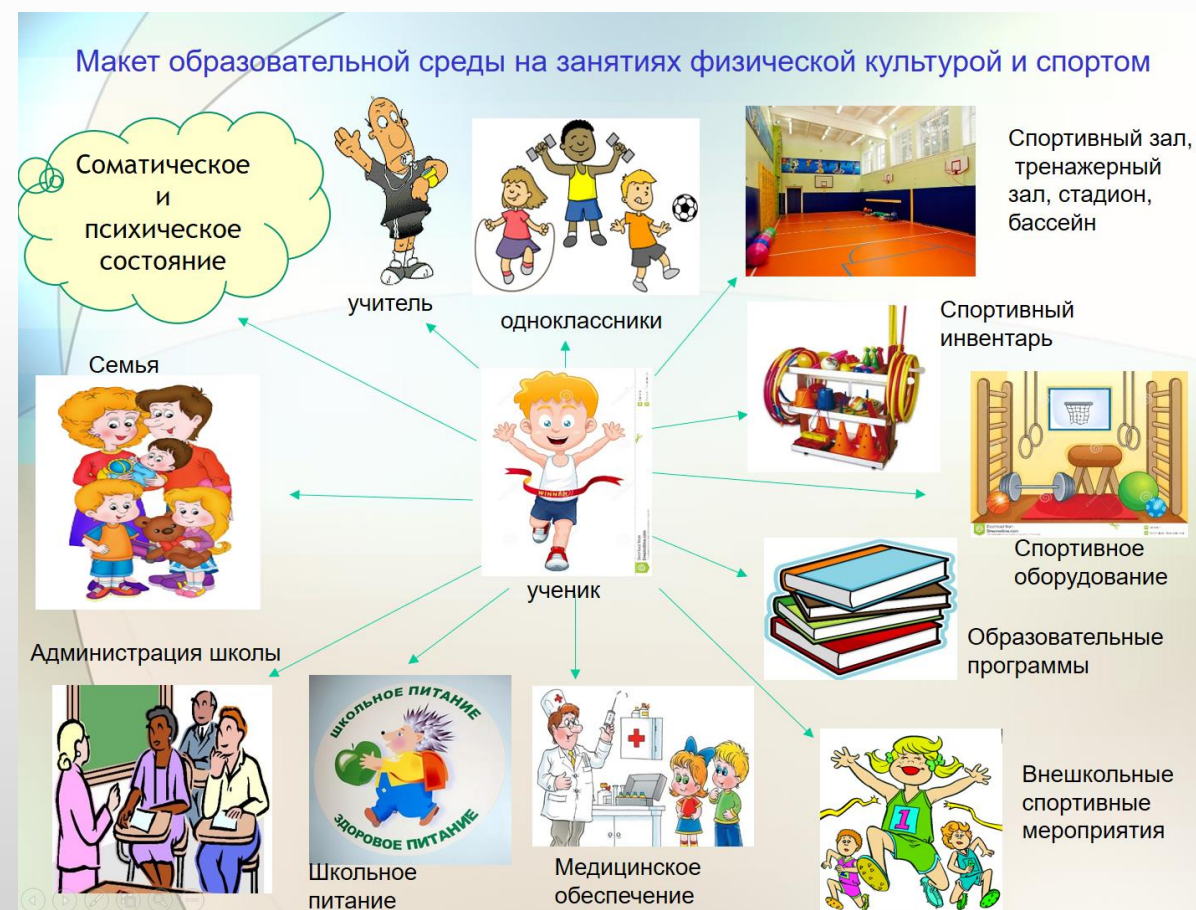 Макет образовательной среды на занятиях физической культурой и спортом
Соматическое
и
психическое
состояние
учитель
одноклассники
Спортивный зал,
тренажерный
зал, стадион,
бассейн
Спортивный
инвентарь
Семья
WINNER
ученик
Спортивное
оборудование
Образовательные
программы
Администрация школы
ШКОЛЬНОЕ ПИТАНИЕ
ЗДОРОВОЕ ПИТАНИЕ
Школьное
питание
Медицинское
обеспечение
1
Внешкольные
спортивные
мероприятия